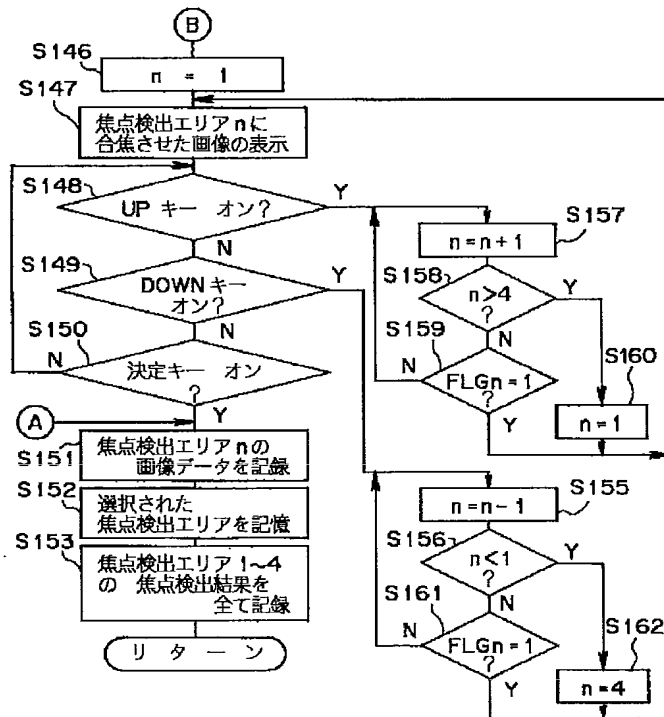 B
S146
n = 1
S147
焦点検出エリアnに
合焦させた画像の表示
S148
UP キー オン?
Y
N
S149
DOWN キー
オン?
Y
N
S150
決定キー オン
?
N
Y
A
S151
焦点検出エリアnの
画像データを記録
S152
選択された
焦点検出エリアを記憶
S153
焦点検出エリア 1~4
の 焦点検出結果を
全て記録
リターン
S157
n=n+1
S158
n>4
?
Y
N
S159
FLGn=1
?
N
Y
S160
n=1
S155
n=n-1
S156
n<1
?
Y
N
S161
FLGn=1
?
N
Y
S162
n=4